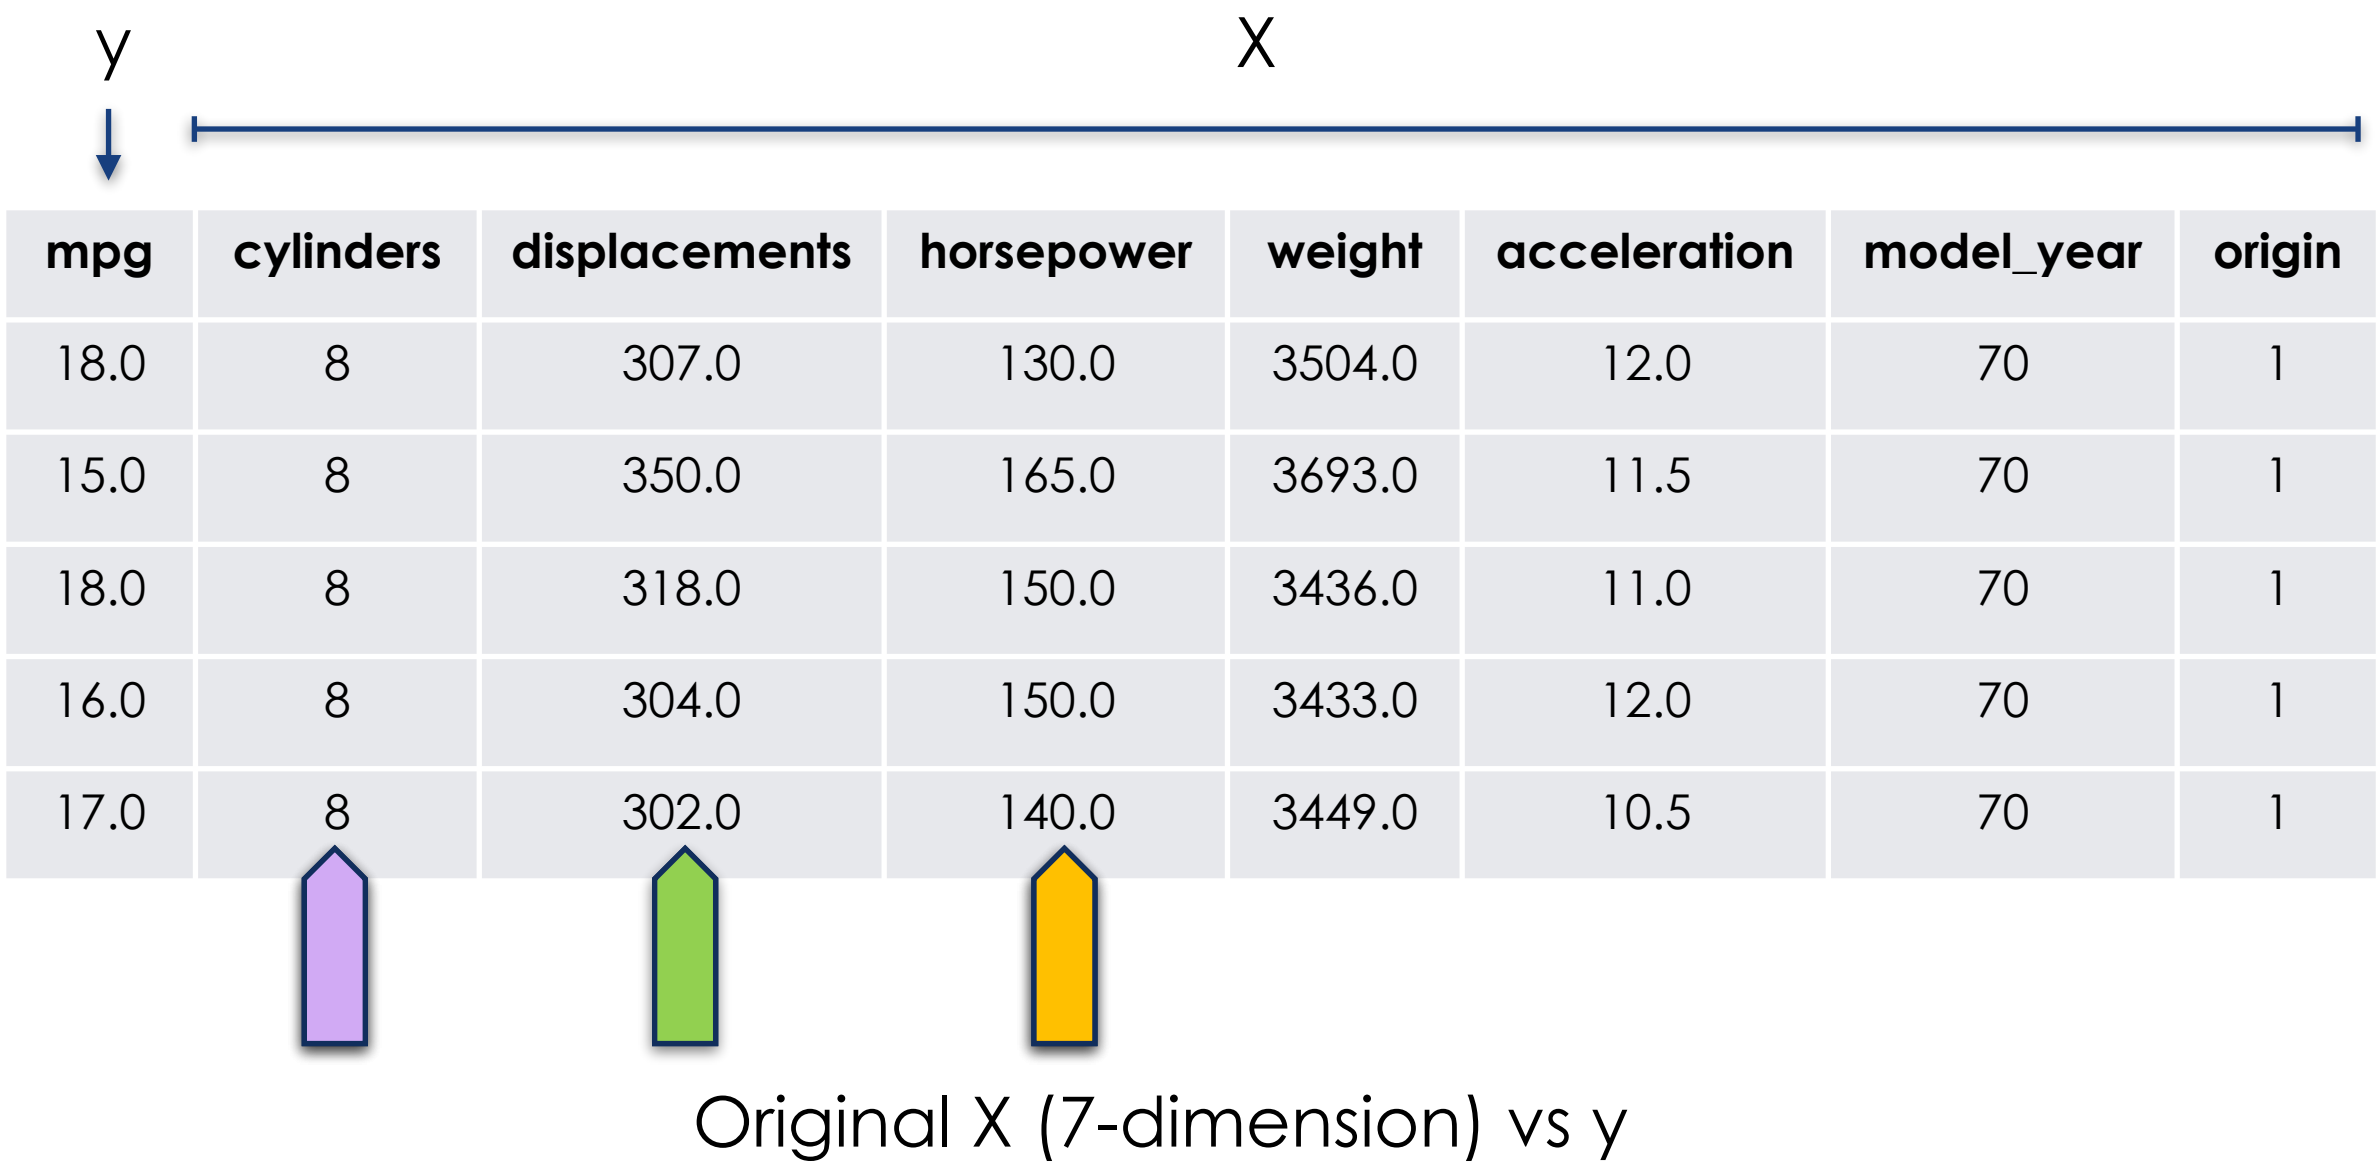 y X
mpg cylinders displacements horsepower weight acceleration model_year origin
18.0 8 307.0 130.0 3504.0 12.0 70 1
15.0 8 350.0 165.0 3693.0 11.5 70 1
18.0 8 318.0 150.0 3436.0 11.0 70 1
16.0 8 304.0 150.0 3433.0 12.0 70 1
17.0 8 302.0 140.0 3449.0 10.5 70 1
Original X (7-dimension) vs y